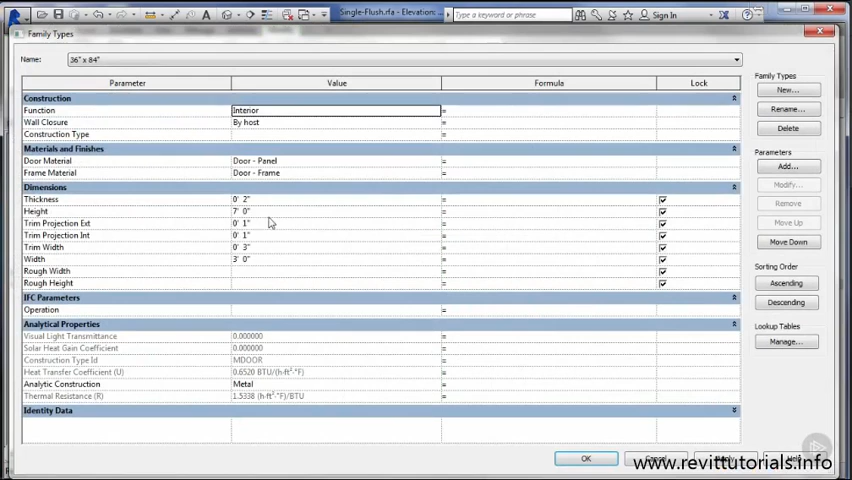 Single-Flush.rfa - Elevation: ...
Type a keyword or phrase
Sign In
Family Types
Name:
36" x 84"
Parameter Value Formula Lock
Construction
Function Interior =
Wall Closure By host =
Construction Type =
Materials and Finishes
Door Material Door - Panel =
Frame Material Door - Frame =
Dimensions
Thickness 0' 2" =
Height 7' 0" =
Trim Projection Ext 0' 1" =
Trim Projection Int 0' 1" =
Trim Width 0' 3" =
Width 3' 0" =
Rough Width =
Rough Height =
IFC Parameters
Operation =
Analytical Properties
Visual Light Transmittance 0.000000 =
Solar Heat Gain Coefficient 0.000000 =
Construction Type Id MDOOR =
Heat Transfer Coefficient (U) 0.6520 BTU/(h·ft²·°F) =
Analytic Construction Metal =
Thermal Resistance (R) 1.5338 (h·ft²·°F)/BTU =
Identity Data
Family Types
New...
Rename...
Delete
Parameters
Add...
Modify...
Remove
Move Up
Move Down
Sorting Order
Ascending
Descending
Lookup Tables
Manage...
OK
Cancel
Apply
Help
www.revittutorials.info